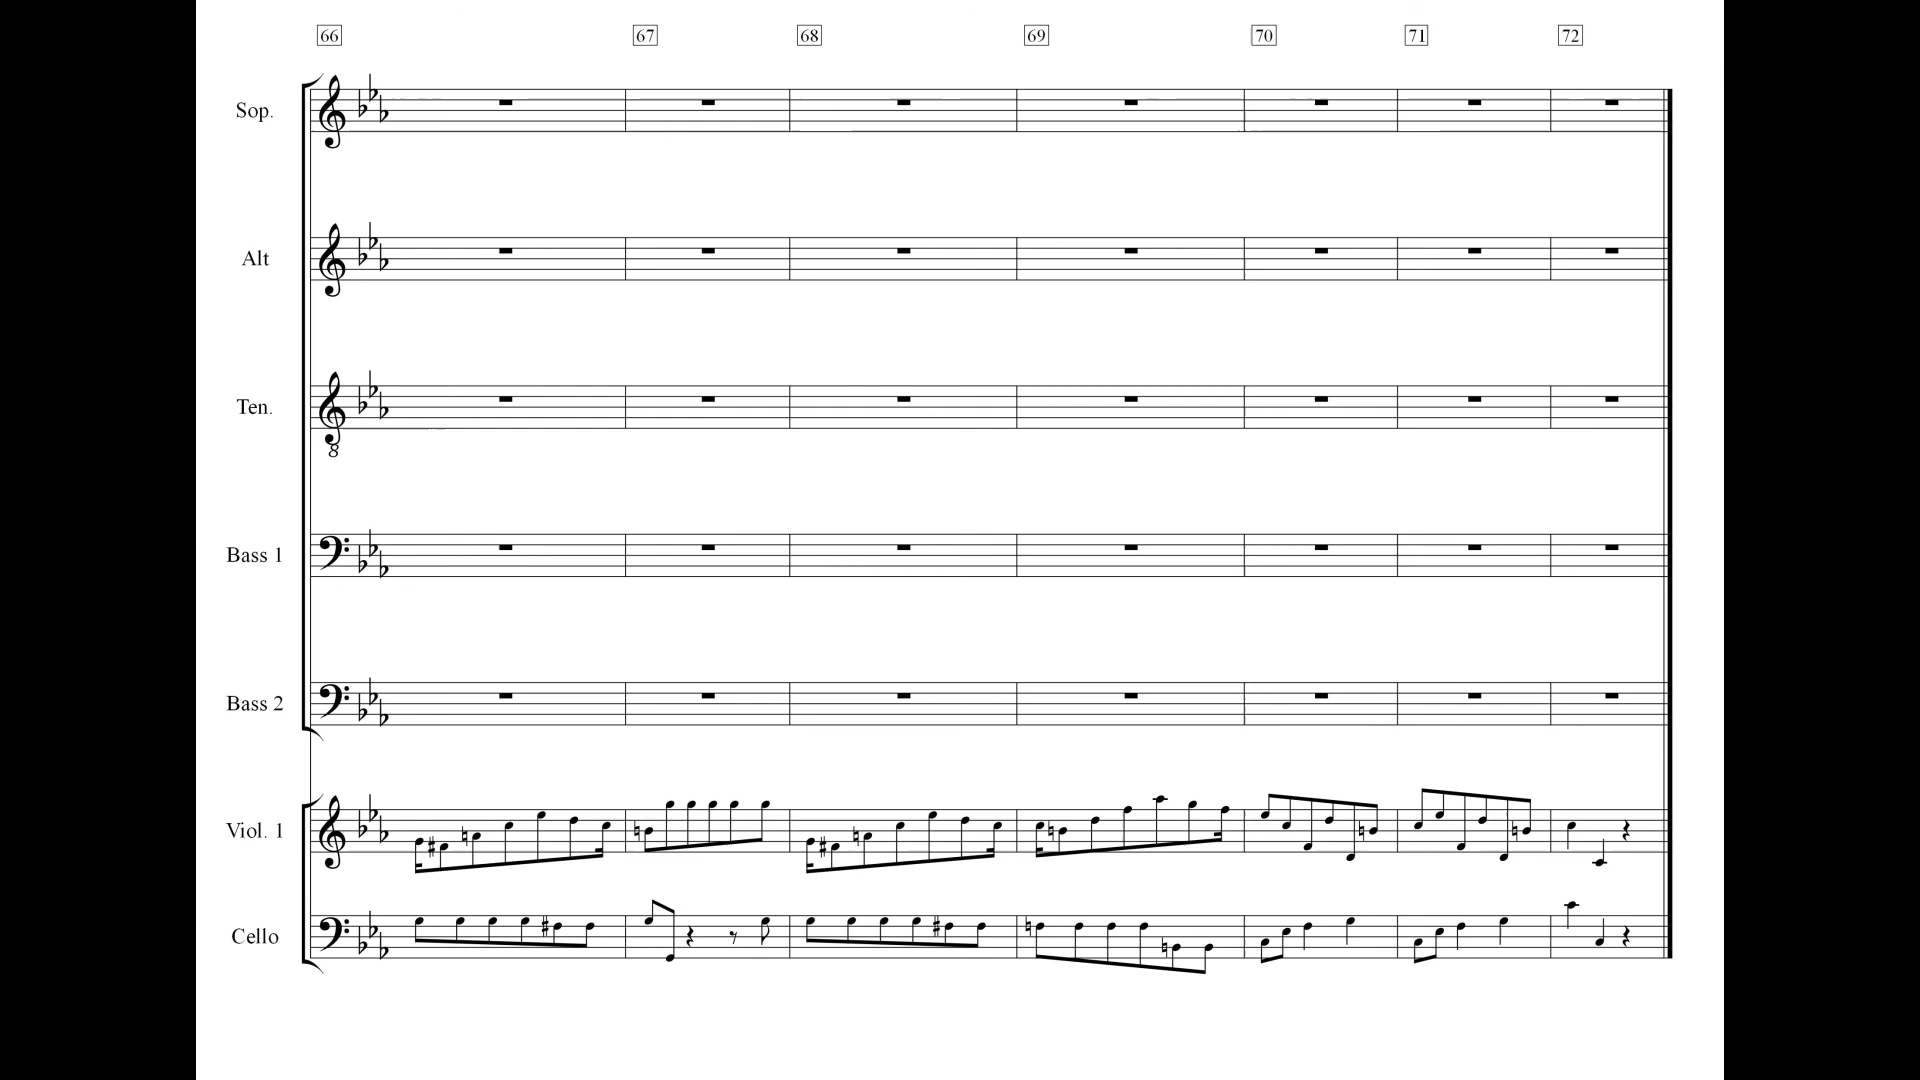 66 67 68 69 70 71 72
Sop.
Alt
Ten.
8
Bass 1
Bass 2
Viol. 1
Cello